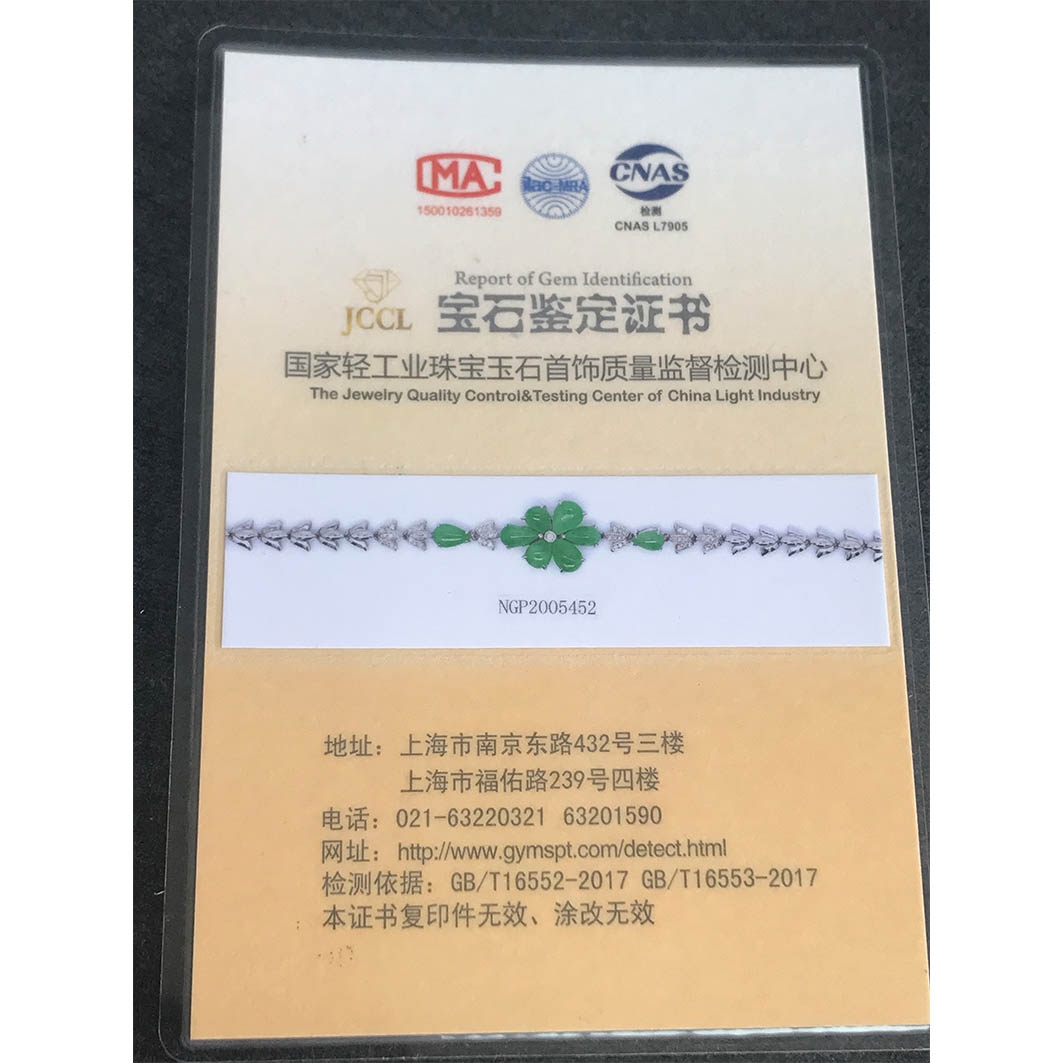 MA
150010261359
ilac-MRA
CNAS
检测
CNAS L7905
Report of Gem Identification
JCCL
宝石鉴定证书
国家轻工业珠宝玉石首饰质量监督检测中心
The Jewelry Quality Control&Testing Center of China Light Industry
NGP2005452
地址：上海市南京东路432号三楼
上海市福佑路239号四楼
电话：021-63220321 63201590
网址：http://www.gymspt.com/detect.html
检测依据：GB/T16552-2017 GB/T16553-2017
本证书复印件无效、涂改无效